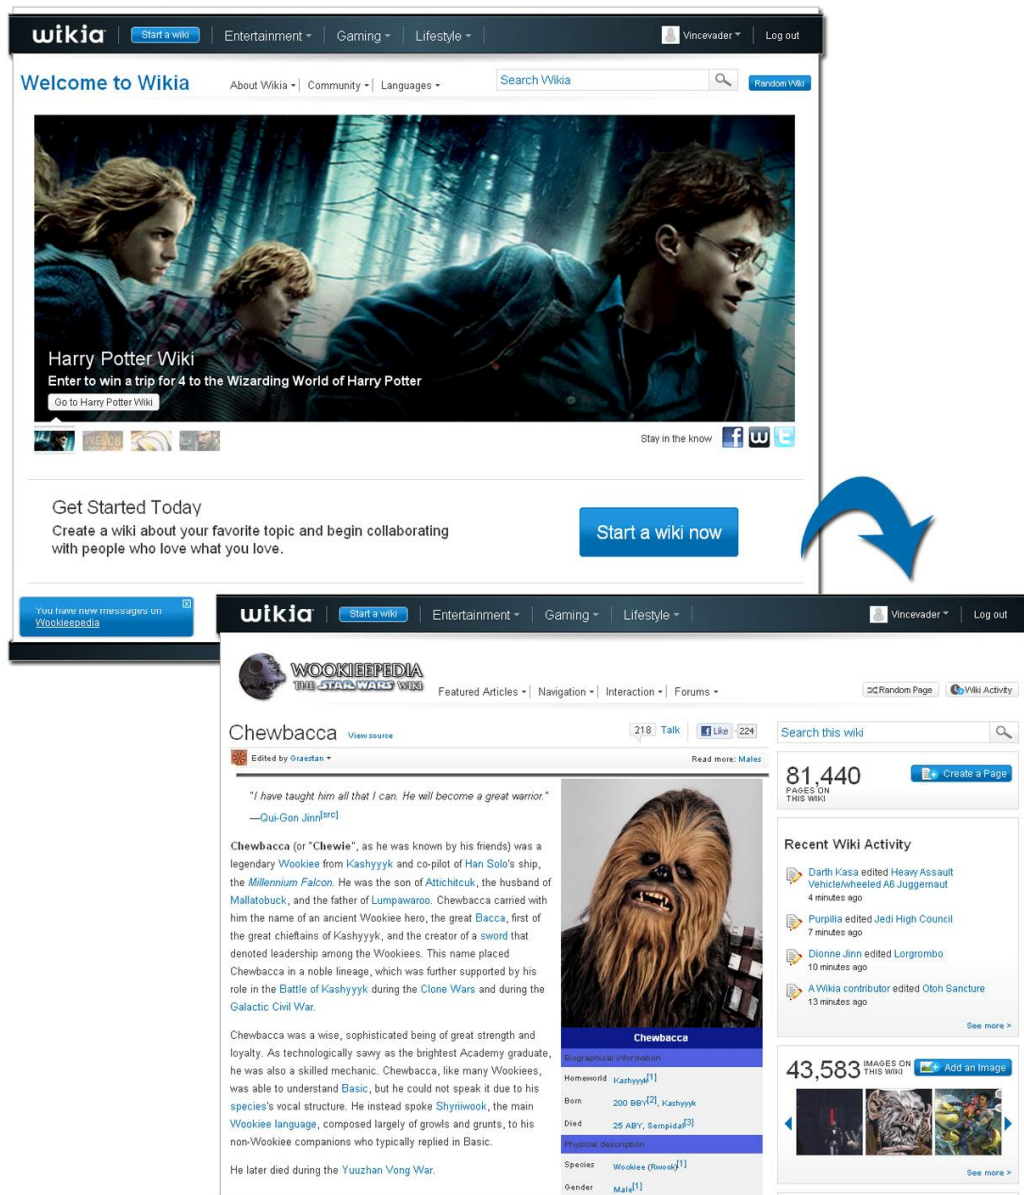 wikia
Start a wiki
Entertainment
Gaming
Lifestyle
Vincevader
Log out
Welcome to Wikia
About Wikia
Community
Languages
Search Wikia
Random Wiki
Harry Potter Wiki
Enter to win a trip for 4 to the Wizarding World of Harry Potter
Go to Harry Potter Wiki
WELCO
Stay in the know
Get Started Today
Create a wiki about your favorite topic and begin collaborating
with people who love what you love.
Start a wiki now
You have new messages on
Wookieepedia
wikia
Start a wiki
Entertainment
Gaming
Lifestyle
Vincevader
Log out
WOOKIEEPEDIA
THE STAR WARS WIKI
Featured Articles
Navigation
Interaction
Forums
Random Page
Wiki Activity
Chewbacca
View source
218 Talk
Like 224
Edited by Graestan
Read more: Males
"I have taught him all that I can. He will become a great warrior."
—Qui-Gon Jinn[src]
Chewbacca (or "Chewie", as he was known by his friends) was a
legendary Wookiee from Kashyyyk and co-pilot of Han Solo's ship,
the Millennium Falcon. He was the son of Attichitcuk, the husband of
Mallatobuck, and the father of Lumpawaroo. Chewbacca carried with
him the name of an ancient Wookiee hero, the great Bacca, first of
the great chieftains of Kashyyyk, and the creator of a sword that
denoted leadership among the Wookiees. This name placed
Chewbacca in a noble lineage, which was further supported by his
role in the Battle of Kashyyyk during the Clone Wars and during the
Galactic Civil War.
Chewbacca was a wise, sophisticated being of great strength and
loyalty. As technologically savvy as the brightest Academy graduate,
he was also a skilled mechanic. Chewbacca, like many Wookiees,
was able to understand Basic, but he could not speak it due to his
species's vocal structure. He instead spoke Shyriiwook, the main
Wookiee language, composed largely of growls and grunts, to his
non-Wookiee companions who typically replied in Basic.
He later died during the Yuuzhan Vong War.
Chewbacca
Biographical information
Homeworld Kashyyyk[1]
Born 200 BBY[2], Kashyyyk
Died 25 ABY, Sernpidal[3]
Physical description
Species Wookiee (Rwook)[1]
Gender Male[1]
Search this wiki
81,440
PAGES ON
THIS WIKI
Create a Page
Recent Wiki Activity
Darth Kasa edited Heavy Assault
Vehicle/wheeled A6 Juggernaut
4 minutes ago
Purpilia edited Jedi High Council
7 minutes ago
Dionne Jinn edited Lorgrombo
10 minutes ago
A Wikia contributor edited Otoh Sancture
13 minutes ago
See more >
43,583
IMAGES ON
THIS WIKI
Add an Image
See more >